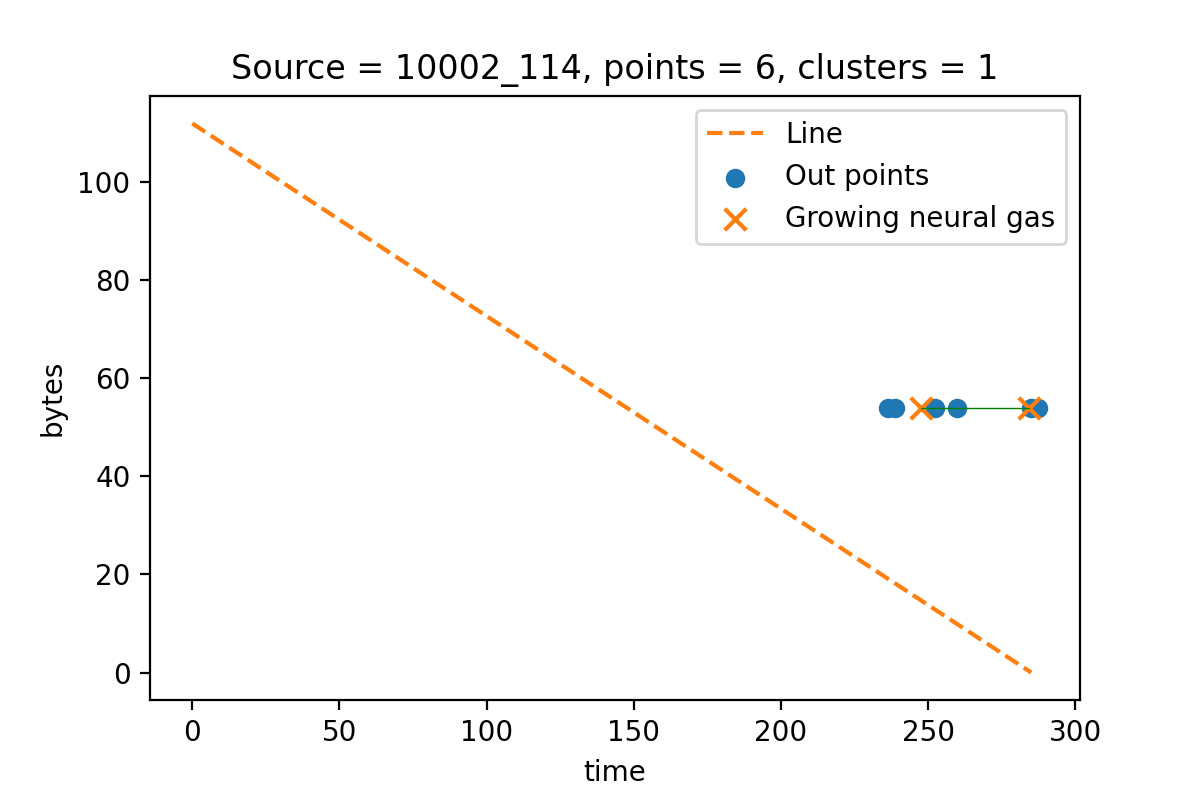 Source = 10002_114, points = 6, clusters = 1
Line
Out points
Growing neural gas
100
80
60
40
20
0
bytes
0 50 100 150 200 250 300
time